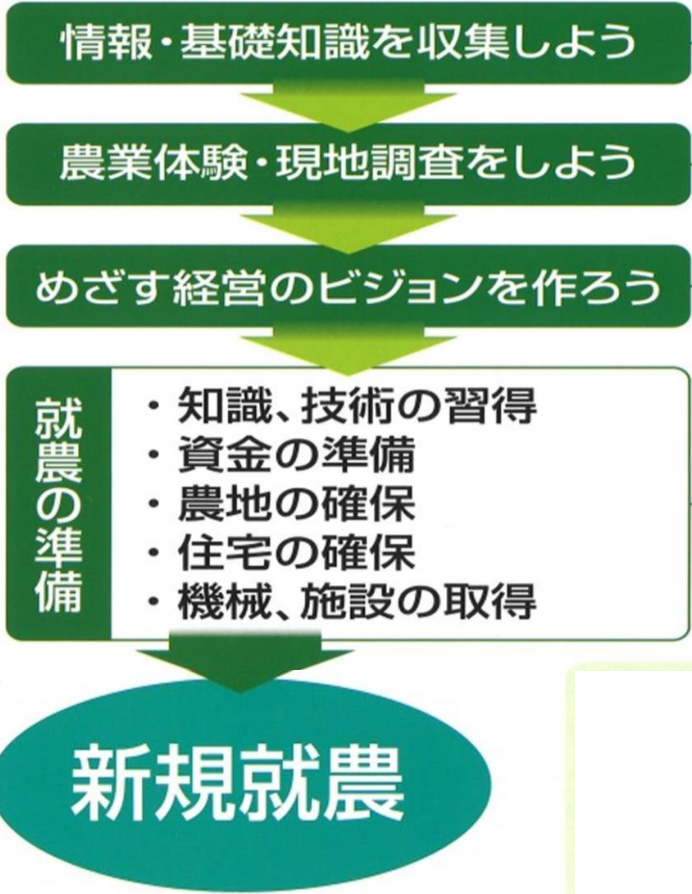 情報・基礎知識を収集しよう
農業体験・現地調査をしよう
めざす経営のビジョンを作ろう
就農の準備
・知識、技術の習得
・資金の準備
・農地の確保
・住宅の確保
・機械、施設の取得
新規就農